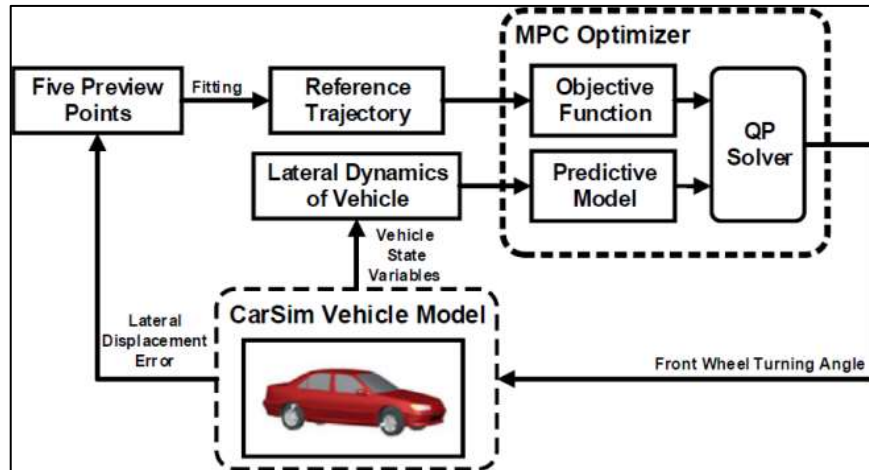 MPC Optimizer
Five Preview
Points
Fitting
Reference
Trajectory
Objective
Function
QP
Solver
Lateral Dynamics
of Vehicle
Predictive
Model
Vehicle
State
Variables
Lateral
Displacement
Error
CarSim Vehicle Model
Front Wheel Turning Angle